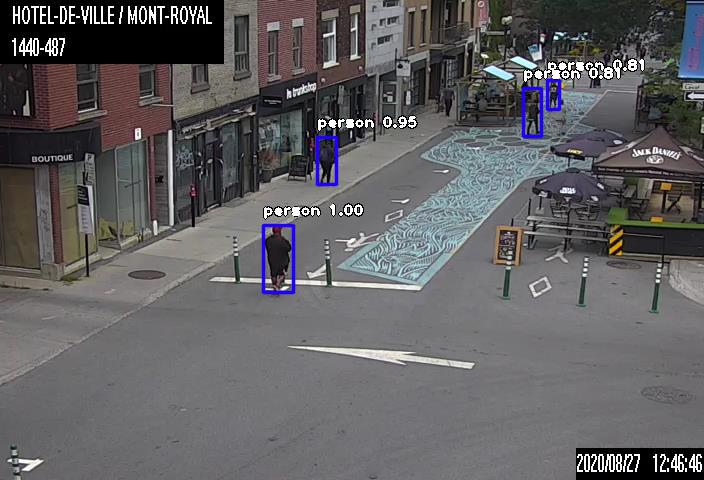 HOTEL-DE-VILLE / MONT-ROYAL
1440-487
person 0.81
person 0.81
person 0.95
person 1.00
BOUTIQUE
JACK DANIEL'S
2020/08/27 12:46:46